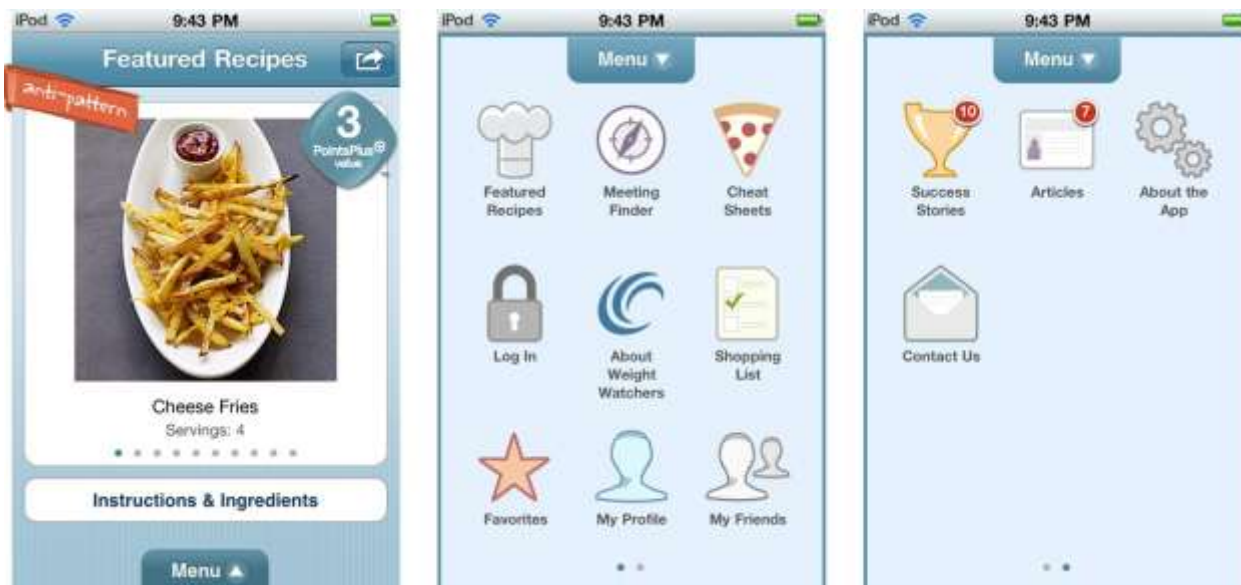 iPod 9:43 PM
Featured Recipes
anti-pattern
3
PointsPlus®
value
Cheese Fries
Servings: 4
Instructions & Ingredients
Menu
iPod 9:43 PM
Menu
Featured
Recipes
Meeting
Finder
Cheat
Sheets
Log In
About
Weight
Watchers
Shopping
List
Favorites
My Profile
My Friends
iPod 9:43 PM
Menu
10
Success
Stories
7
Articles
About the
App
Contact Us